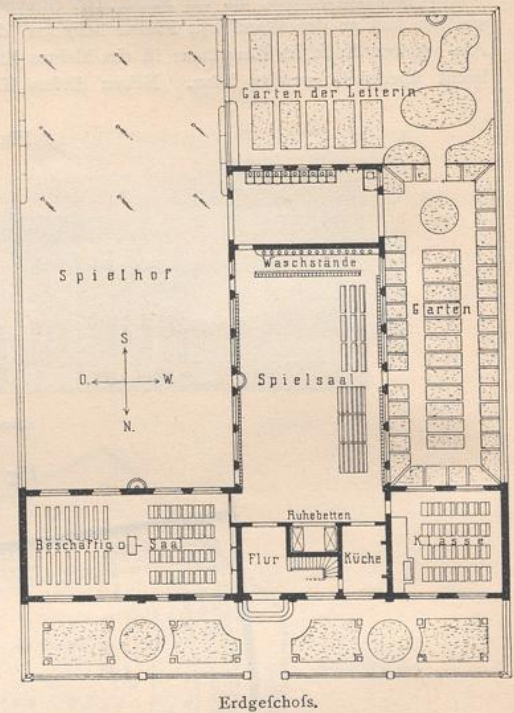 Garten der Leiterin
Waschstände
Spielhof
Garten
S
O. W.
N.
Spielsaal
Ruhebetten
Beschäftig. Saal
Flur
Küche
Klasse
Erdgeſchoſs.